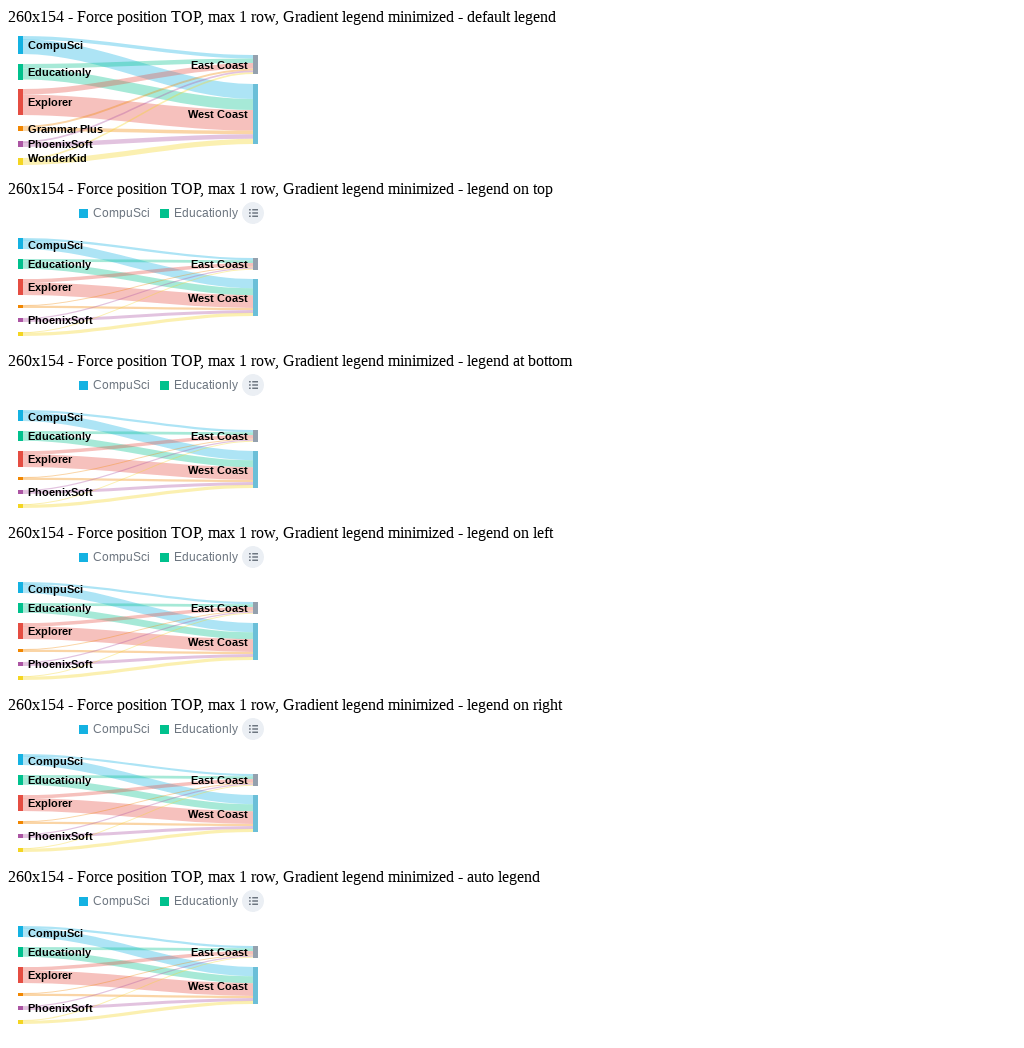 260x154 - Force position TOP, max 1 row, Gradient legend minimized - default legend
CompuSci
East Coast
Educationly
Explorer
West Coast
Grammar Plus
PhoenixSoft
WonderKid
260x154 - Force position TOP, max 1 row, Gradient legend minimized - legend on top
CompuSci Educationly
CompuSci
Educationly East Coast
Explorer
West Coast
PhoenixSoft
260x154 - Force position TOP, max 1 row, Gradient legend minimized - legend at bottom
CompuSci Educationly
CompuSci
Educationly East Coast
Explorer
West Coast
PhoenixSoft
260x154 - Force position TOP, max 1 row, Gradient legend minimized - legend on left
CompuSci Educationly
CompuSci
Educationly East Coast
Explorer
West Coast
PhoenixSoft
260x154 - Force position TOP, max 1 row, Gradient legend minimized - legend on right
CompuSci Educationly
CompuSci
Educationly East Coast
Explorer
West Coast
PhoenixSoft
260x154 - Force position TOP, max 1 row, Gradient legend minimized - auto legend
CompuSci Educationly
CompuSci
Educationly East Coast
Explorer
West Coast
PhoenixSoft